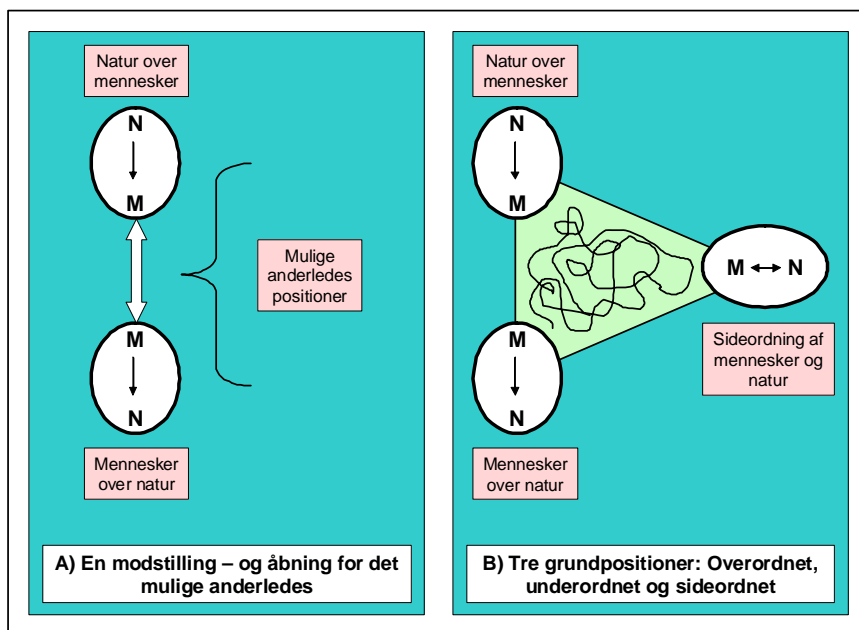 Natur over
mennesker
N
M
Mulige
anderledes
positioner
M
N
Mennesker
over natur
A) En modstilling – og åbning for det
mulige anderledes
Natur over
mennesker
N
M
M N
Sideordning af
mennesker og
natur
M
N
Mennesker
over natur
B) Tre grundpositioner: Overordnet,
underordnet og sideordnet